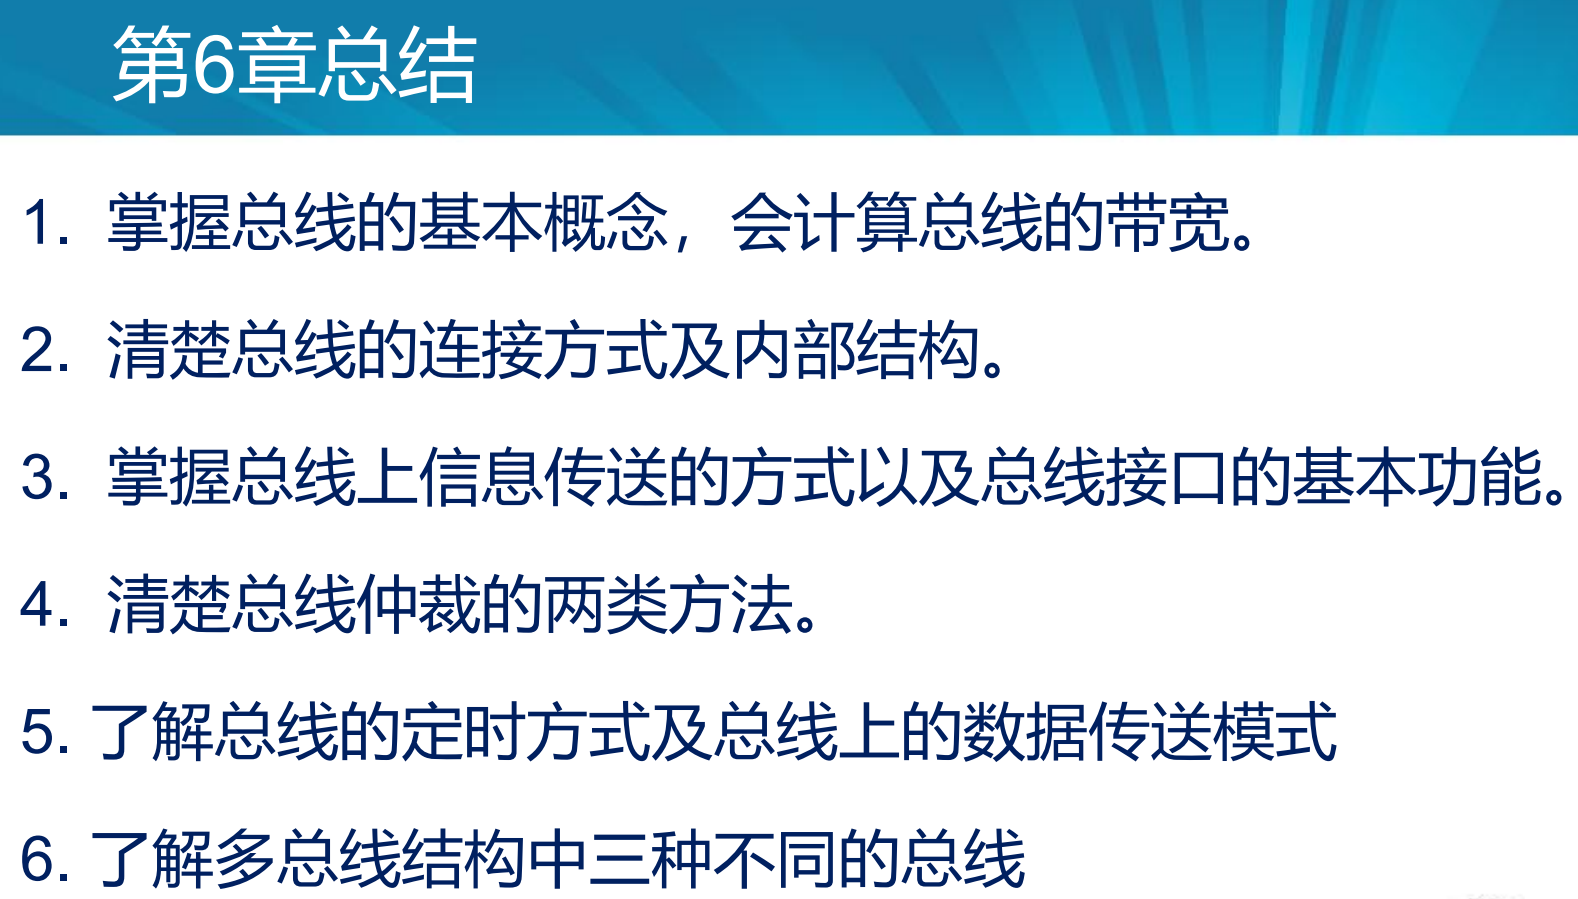 第6章总结
1. 掌握总线的基本概念，会计算总线的带宽。
2. 清楚总线的连接方式及内部结构。
3. 掌握总线上信息传送的方式以及总线接口的基本功能。
4. 清楚总线仲裁的两类方法。
5. 了解总线的定时方式及总线上的数据传送模式
6. 了解多总线结构中三种不同的总线